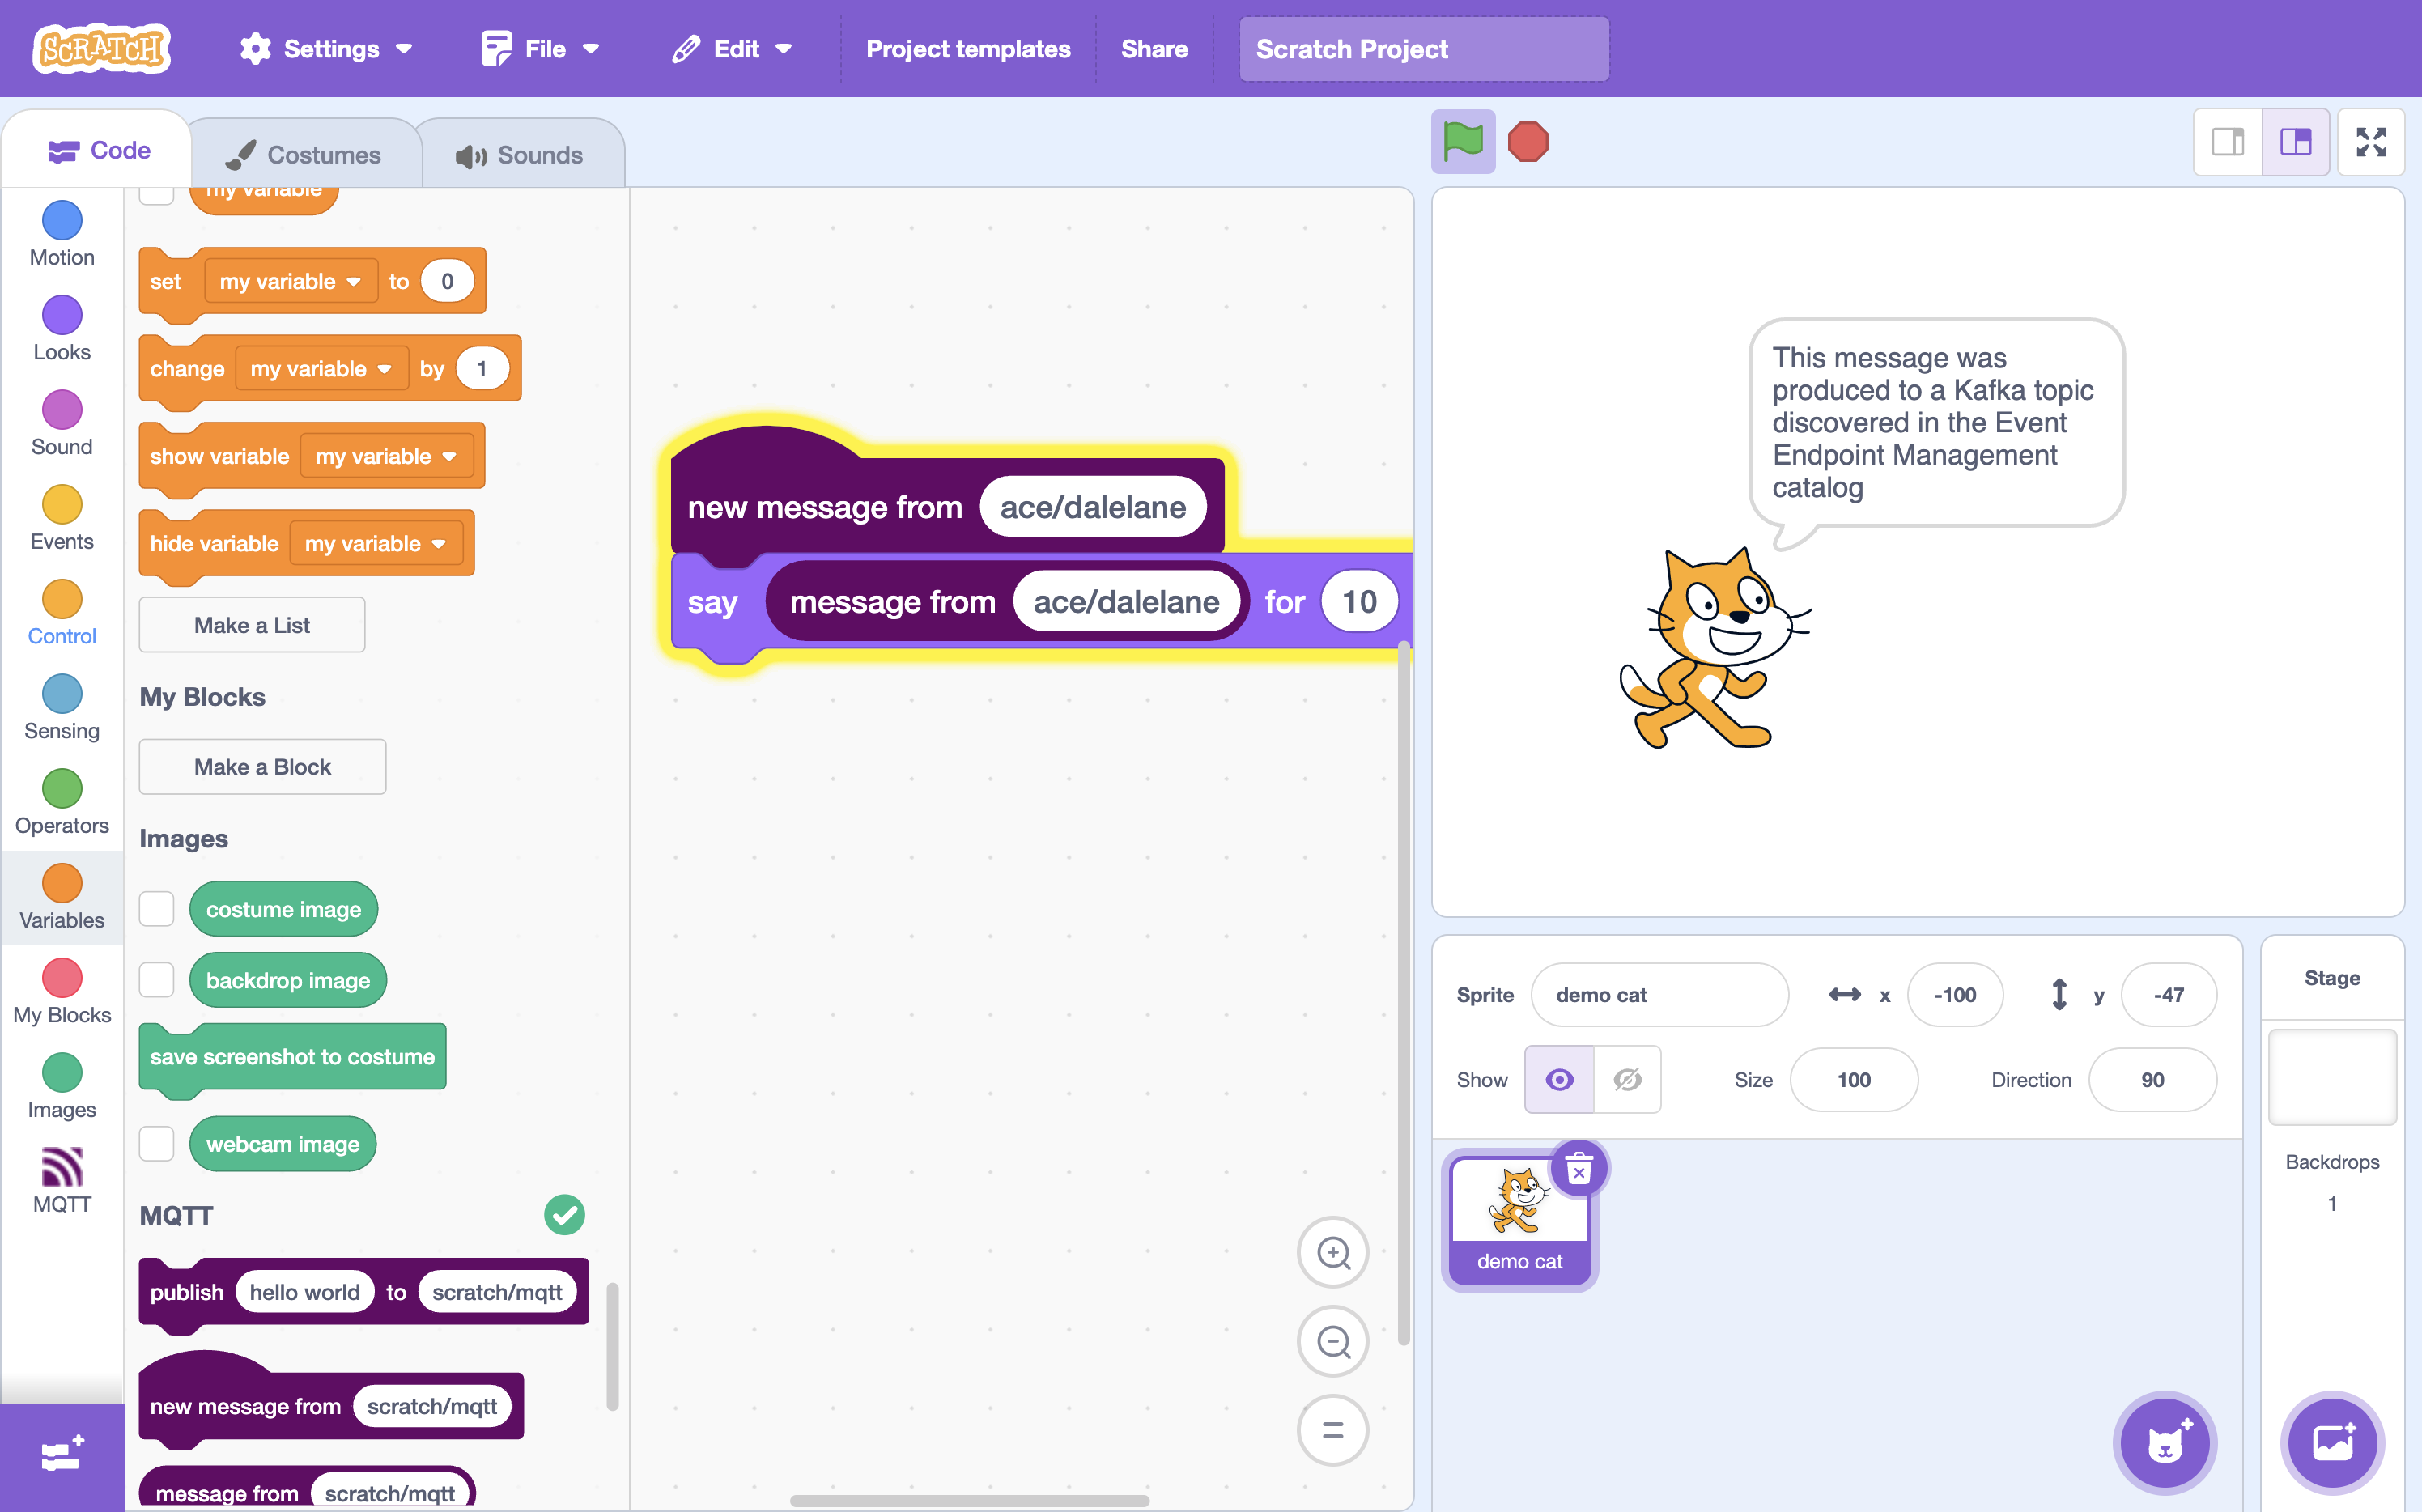 SCRATCH
Settings
File
Edit
Project templates
Share
Scratch Project
Code
Costumes
Sounds
Motion
Looks
Sound
Events
Control
Sensing
Operators
Variables
My Blocks
Images
MQTT
my variable
set my variable to 0
change my variable by 1
show variable my variable
hide variable my variable
Make a List
My Blocks
Make a Block
Images
costume image
backdrop image
save screenshot to costume
webcam image
MQTT
publish hello world to scratch/mqtt
new message from scratch/mqtt
message from scratch/mqtt
new message from ace/dalelane
say message from ace/dalelane for 10
This message was
produced to a Kafka topic
discovered in the Event
Endpoint Management
catalog
Sprite demo cat x -100 y -47
Show Size 100 Direction 90
demo cat
Stage
Backdrops
1